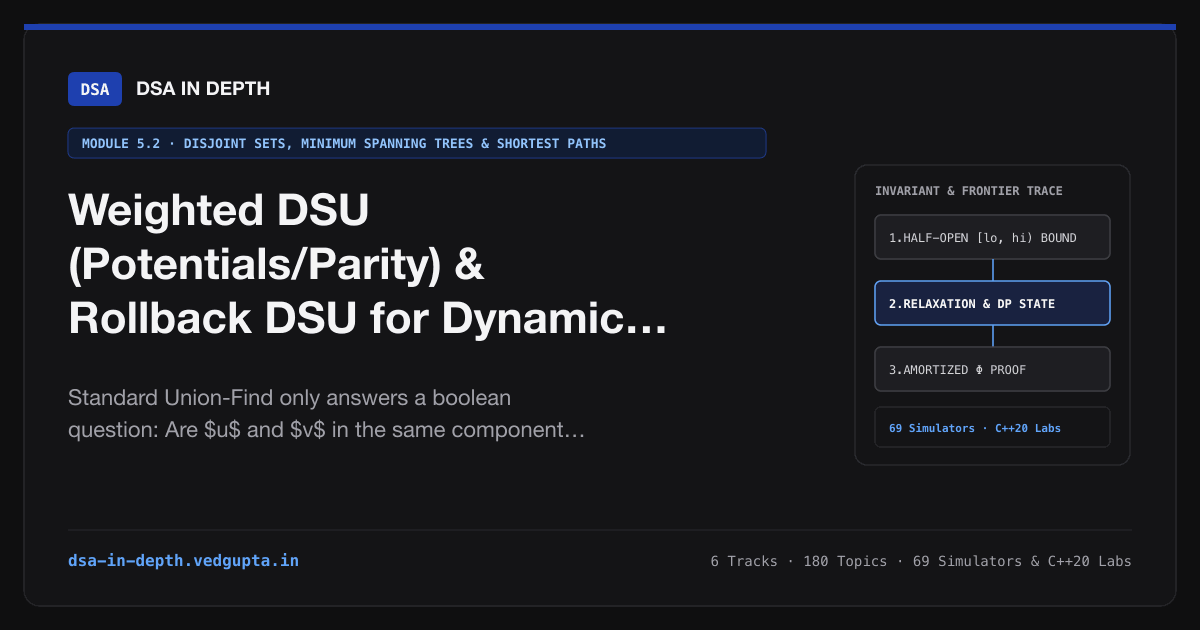 DSA
DSA IN DEPTH
MODULE 5.2 · DISJOINT SETS, MINIMUM SPANNING TREES & SHORTEST PATHS
Weighted DSU
(Potentials/Parity) &
Rollback DSU for Dynamic...
Standard Union-Find only answers a boolean
question: Are $u$ and $v$ in the same component...
INVARIANT & FRONTIER TRACE
1.HALF-OPEN [lo, hi) BOUND
2.RELAXATION & DP STATE
3.AMORTIZED Φ PROOF
69 Simulators · C++20 Labs
dsa-in-depth.vedgupta.in
6 Tracks · 180 Topics · 69 Simulators & C++20 Labs